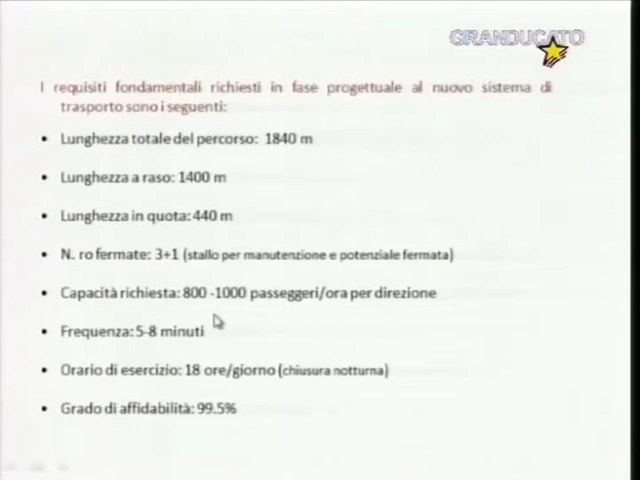 GRANDUCATO
I requisiti fondamentali richiesti in fase progettuale al nuovo sistema di
trasporto sono i seguenti:
• Lunghezza totale del percorso: 1840 m
• Lunghezza a raso: 1400 m
• Lunghezza in quota: 440 m
• N. ro fermate: 3+1 (stallo per manutenzione e potenziale fermata)
• Capacità richiesta: 800 -1000 passeggeri/ora per direzione
• Frequenza: 5-8 minuti
• Orario di esercizio: 18 ore/giorno (chiusura notturna)
• Grado di affidabilità: 99.5%